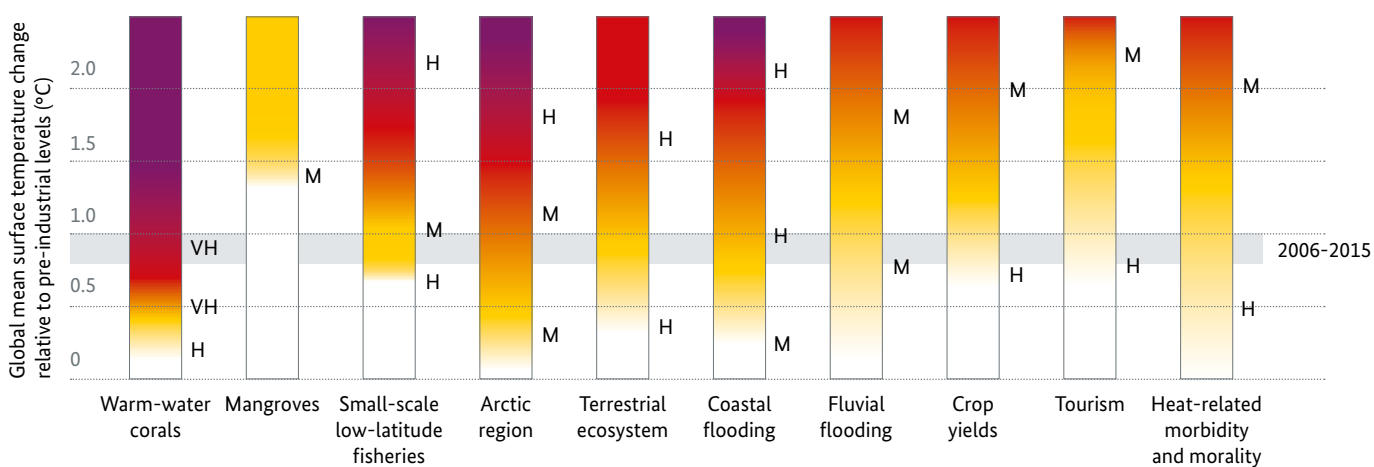 Global mean surface temperature change
relative to pre-industrial levels (°C)
2.0
1.5
1.0
0.5
0
VH
VH
H
M
H
M
H
H
M
M
H
H
H
H
M
M
M
M
H
M
H
M
H
2006–2015
Warm-water
corals
Mangroves
Small-scale
low-latitude
fisheries
Arctic
region
Terrestrial
ecosystem
Coastal
flooding
Fluvial
flooding
Crop
yields
Tourism
Heat-related
morbidity
and morality